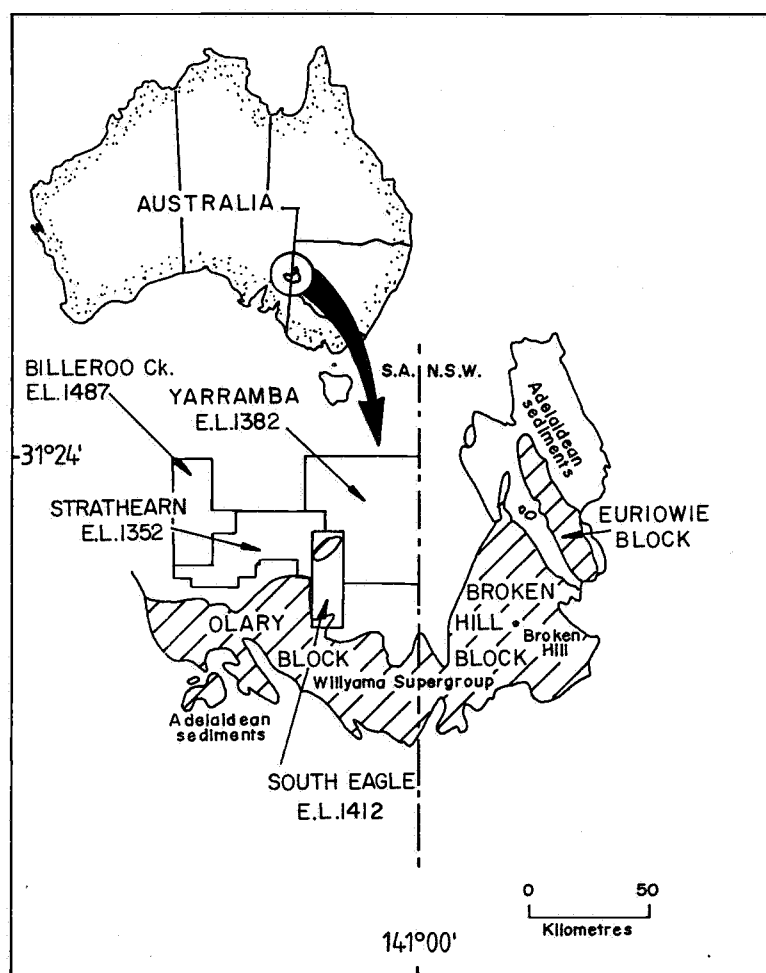 AUSTRALIA
S.A. N.S.W.
BILLEROO Ck.
E.L.1487
YARRAMBA
E.L.1382
Adelaidean
sediments
31°24'
STRATHEARN
E.L.1352
EURIOWIE
BLOCK
BROKEN
HILL
BLOCK
Broken
Hill
OLARY
BLOCK
Willyama Supergroup
Adelaidean
sediments
SOUTH EAGLE
E.L.1412
0 50
Kilometres
141°00'